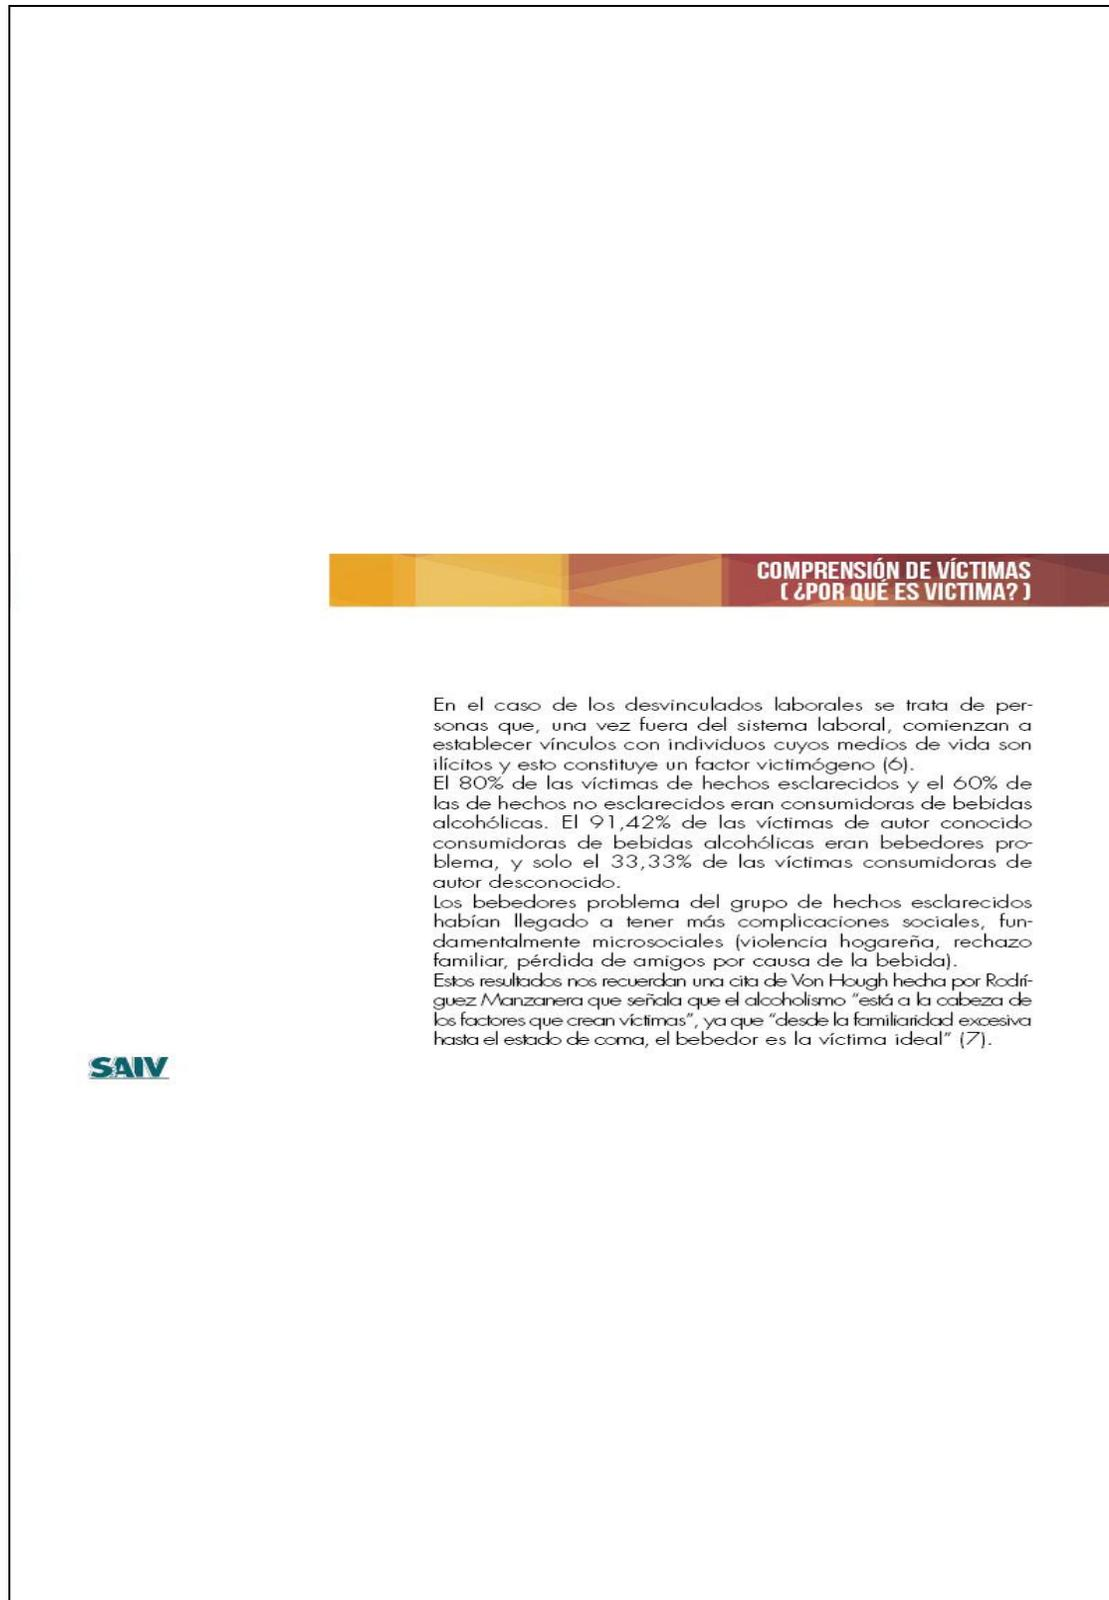 COMPRENSIÓN DE VÍCTIMAS
( ¿POR QUÉ ES VICTIMA? )
En el caso de los desvinculados laborales se trata de per-
sonas que, una vez fuera del sistema laboral, comienzan a
establecer vínculos con individuos cuyos medios de vida son
ilícitos y esto constituye un factor victimógeno (6).
El 80% de las víctimas de hechos esclarecidos y el 60% de
las de hechos no esclarecidos eran consumidoras de bebidas
alcohólicas. El 91,42% de las víctimas de autor conocido
consumidoras de bebidas alcohólicas eran bebedores pro-
blema, y solo el 33,33% de las víctimas consumidoras de
autor desconocido.
Los bebedores problema del grupo de hechos esclarecidos
habían llegado a tener más complicaciones sociales, fun-
damentalmente microsociales (violencia hogareña, rechazo
familiar, pérdida de amigos por causa de la bebida).
Estos resultados nos recuerdan una cita de Von Hough hecha por Rodrí-
guez Manzanera que señala que el alcoholismo “está a la cabeza de
los factores que crean víctimas”, ya que “desde la familiaridad excesiva
hasta el estado de coma, el bebedor es la víctima ideal” (7).
SAIV